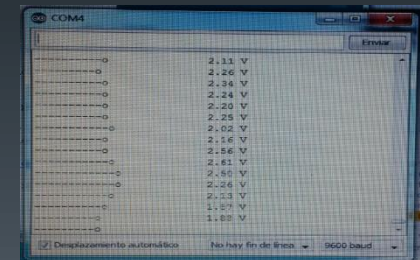 COM4
Enviar
-----------o 2.11 V
----------o 2.26 V
-----------o 2.34 V
-----------o 2.24 V
-----------o 2.20 V
-----------o 2.25 V
------------o 2.02 V
-----------o 2.16 V
-----------o 2.56 V
------------o 2.61 V
-------------o 2.50 V
-------------o 2.26 V
------------o V
----------o V
-----------o V
Desplazamiento automático No hay fin de línea 9600 baud